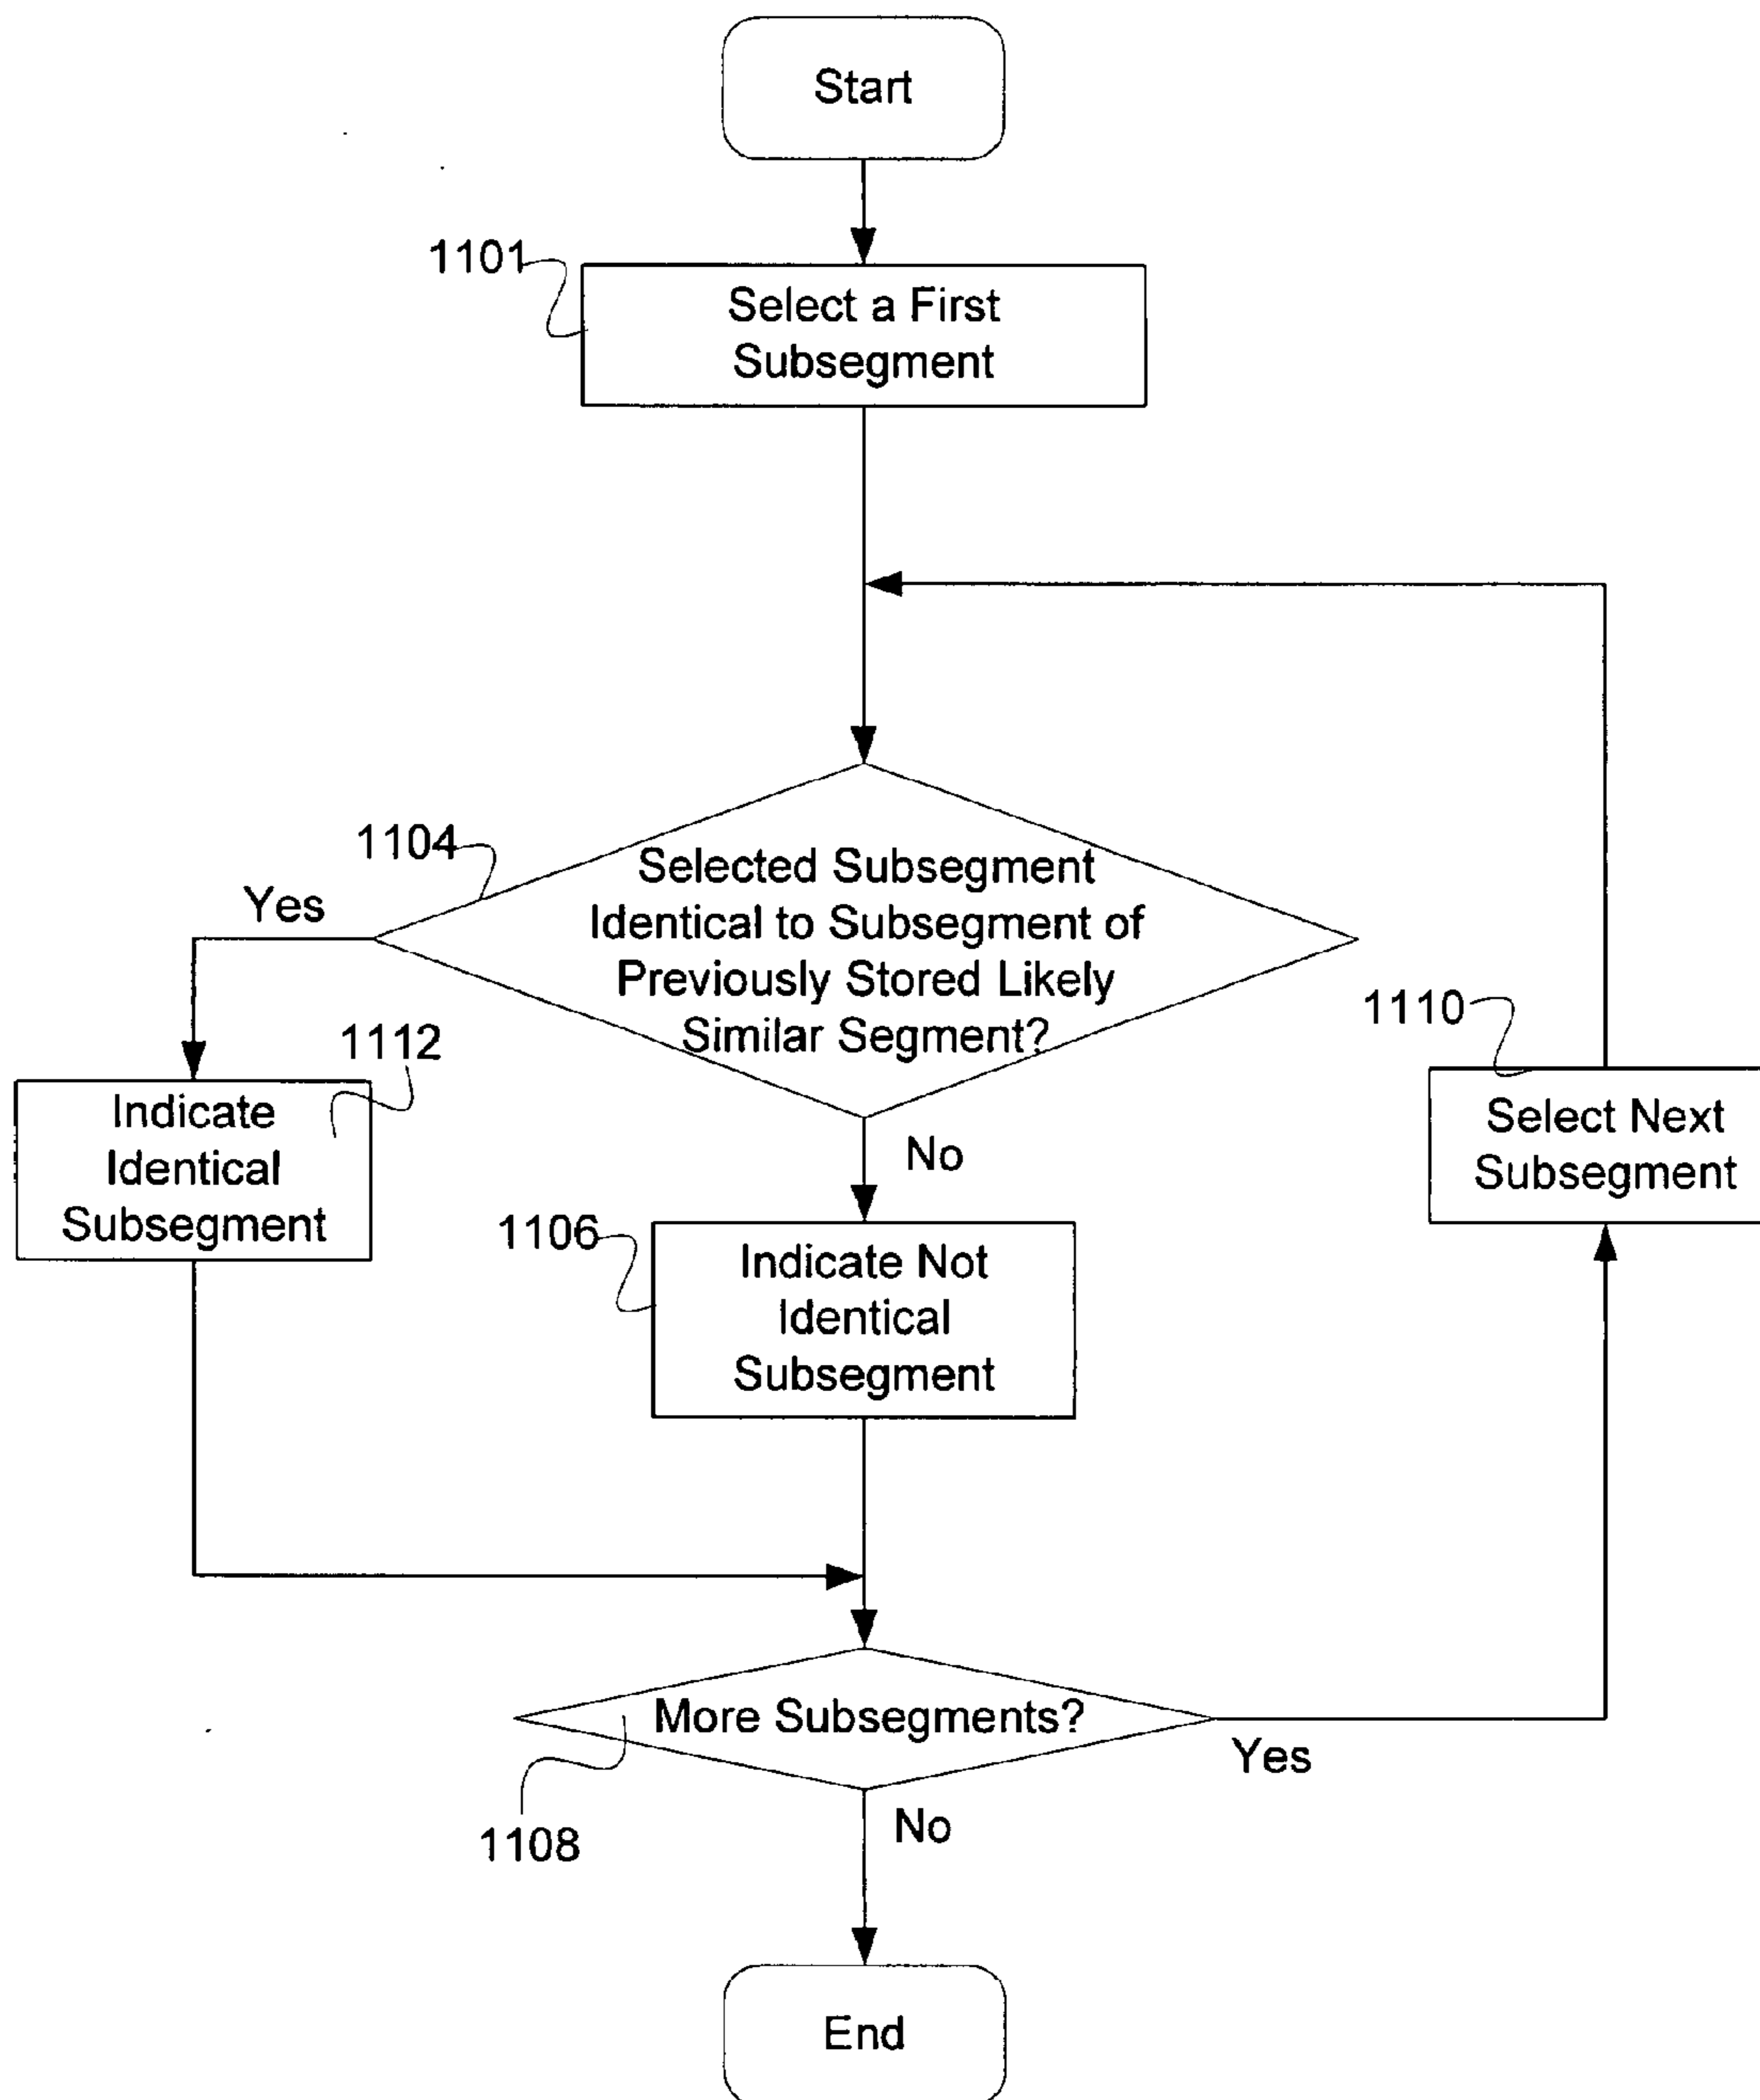 Start
1101
Select a First
Subsegment
1104
Selected Subsegment
Identical to Subsegment of
Previously Stored Likely
Similar Segment?
Yes
1112
Indicate
Identical
Subsegment
No
1106
Indicate Not
Identical
Subsegment
1110
Select Next
Subsegment
More Subsegments?
1108
Yes
No
End